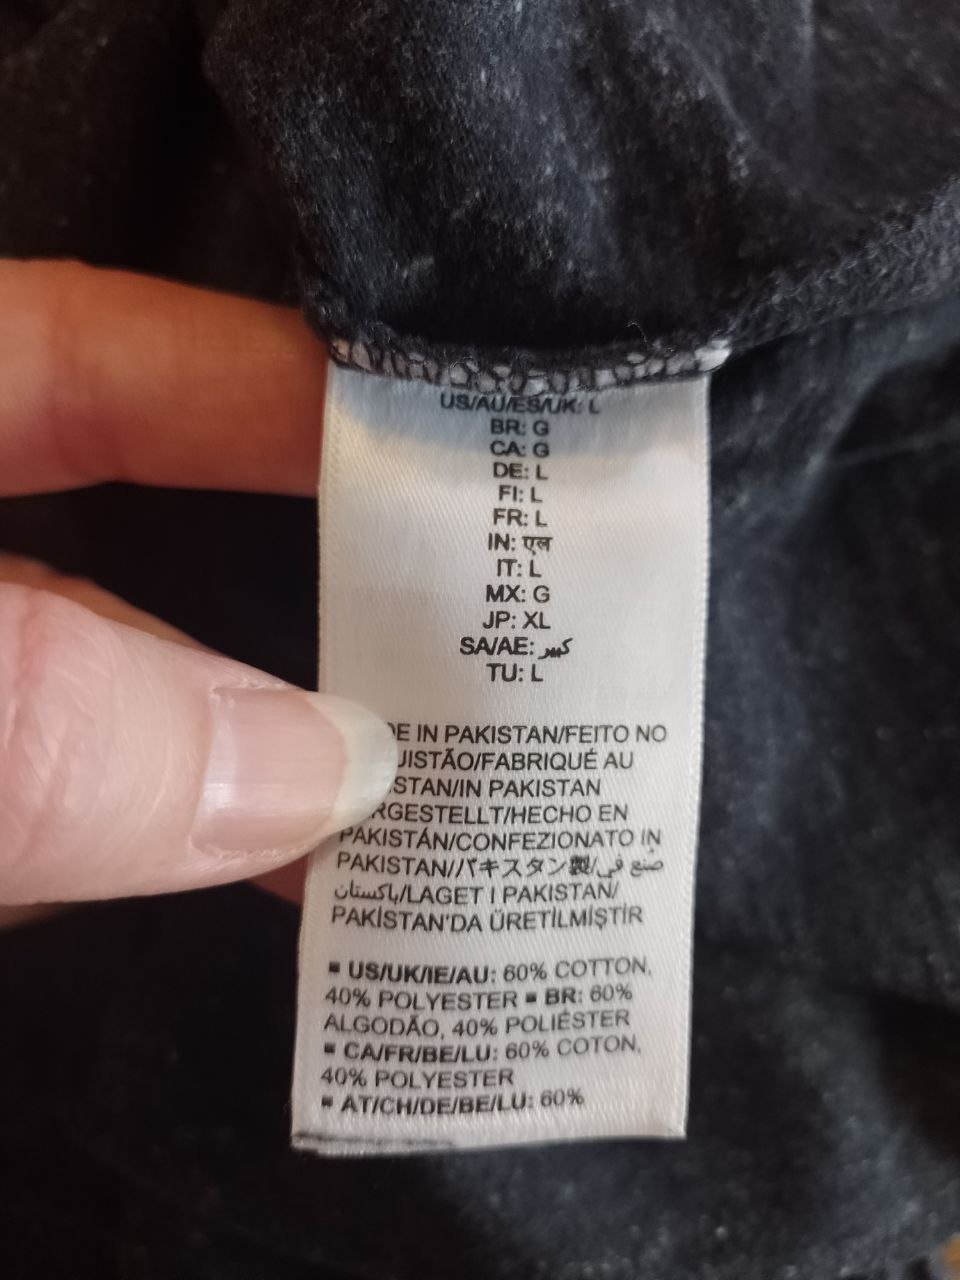 US/AU/ES/UK: L
BR: G
CA: G
DE: L
FI: L
FR: L
IN: एल
IT: L
MX: G
JP: XL
SA/AE: كبير
TU: L
IN PAKISTAN/FEITO NO
UISTÃO/FABRIQUÉ AU
STAN/IN PAKISTAN
RGESTELLT/HECHO EN
PAKISTÁN/CONFEZIONATO IN
PAKISTAN/パキスタン製/صنع في
باكستان/LAGET I PAKISTAN/
PAKİSTAN'DA ÜRETİLMİŞTİR
▪ US/UK/IE/AU: 60% COTTON,
40% POLYESTER ▪ BR: 60%
ALGODÃO, 40% POLIÉSTER
▪ CA/FR/BE/LU: 60% COTON,
40% POLYESTER
▪ AT/CH/DE/BE/LU: 60%